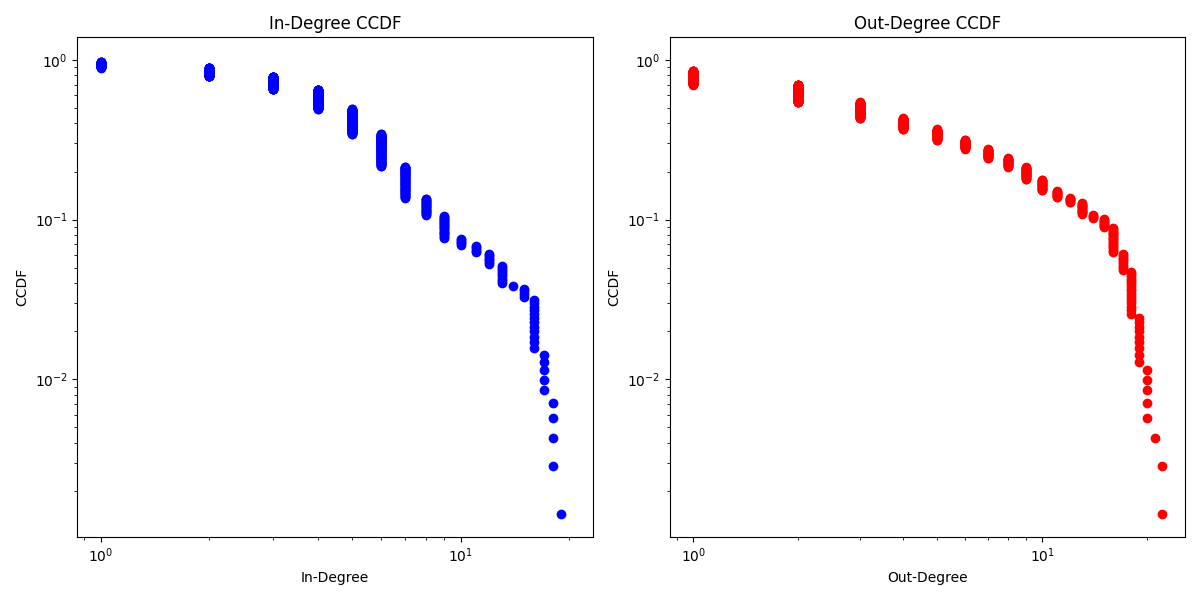 In-Degree CCDF
CCDF
10⁰
10⁻¹
10⁻²
10⁰
10¹
In-Degree
Out-Degree CCDF
CCDF
10⁰
10⁻¹
10⁻²
10⁰
10¹
Out-Degree